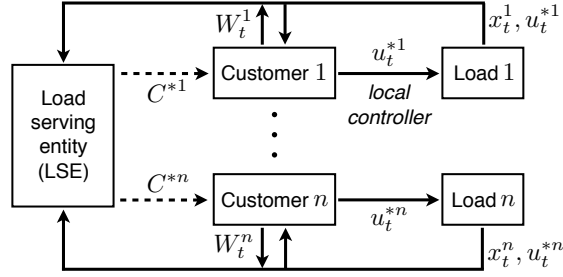 W_t^1
x_t^1, u_t^{*1}
Customer 1
u_t^{*1}
Load 1
C^{*1}
local
controller
Load
serving
entity
(LSE)
C^{*n}
Customer n
u_t^{*n}
Load n
W_t^n
x_t^n, u_t^{*n}